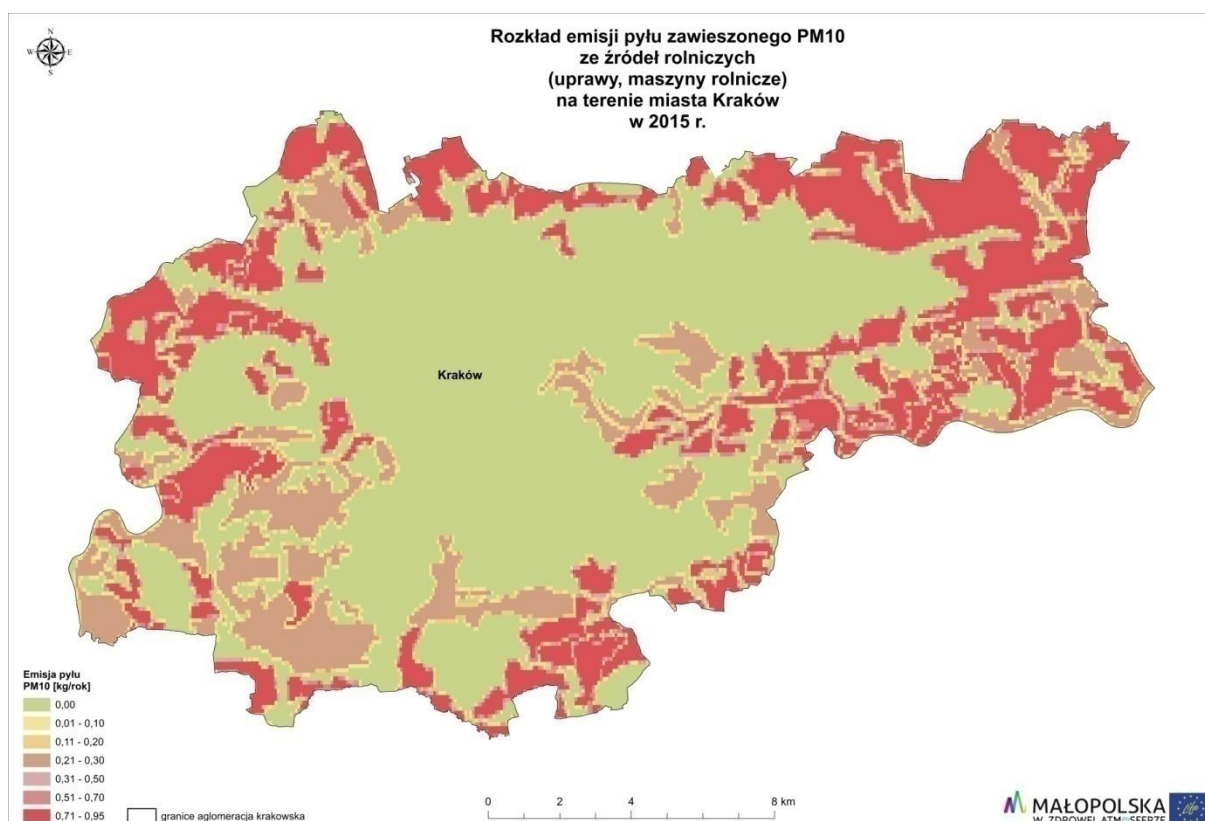 Rozkład emisji pyłu zawieszonego PM10
ze źródeł rolniczych
(uprawy, maszyny rolnicze)
na terenie miasta Kraków
w 2015 r.
N
W E
S
Kraków
Emisja pyłu
PM10 [kg/rok]
0,00
0,01 - 0,10
0,11 - 0,20
0,21 - 0,30
0,31 - 0,50
0,51 - 0,70
0,71 - 0,95
granice aglomeracja krakowska
0 2 4 8 km
MAŁOPOLSKA
W ZDROWEJ ATMOSFERZE